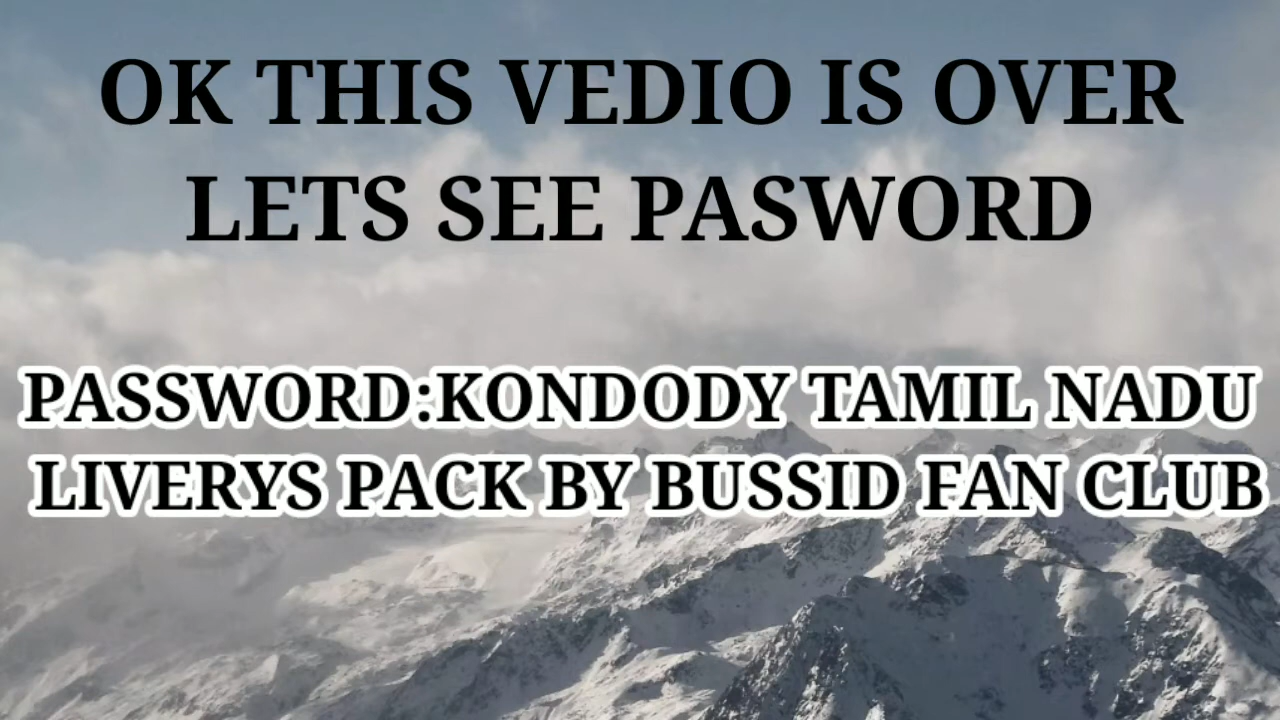 OK THIS VEDIO IS OVER
LETS SEE PASWORD
PASSWORD:KONDODY TAMIL NADU
LIVERYS PACK BY BUSSID FAN CLUB